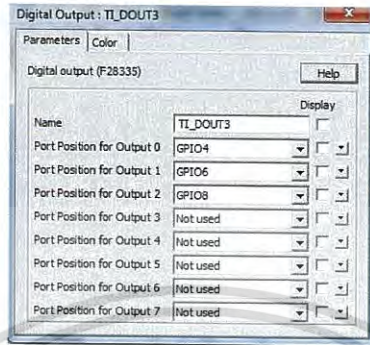 Digital Output : TI_DOUT3
Parameters Color
Digital output (F28335) Help
Display
Name TI_DOUT3
Port Position for Output 0 GPIO4
Port Position for Output 1 GPIO6
Port Position for Output 2 GPIO8
Port Position for Output 3 Not used
Port Position for Output 4 Not used
Port Position for Output 5 Not used
Port Position for Output 6 Not used
Port Position for Output 7 Not used